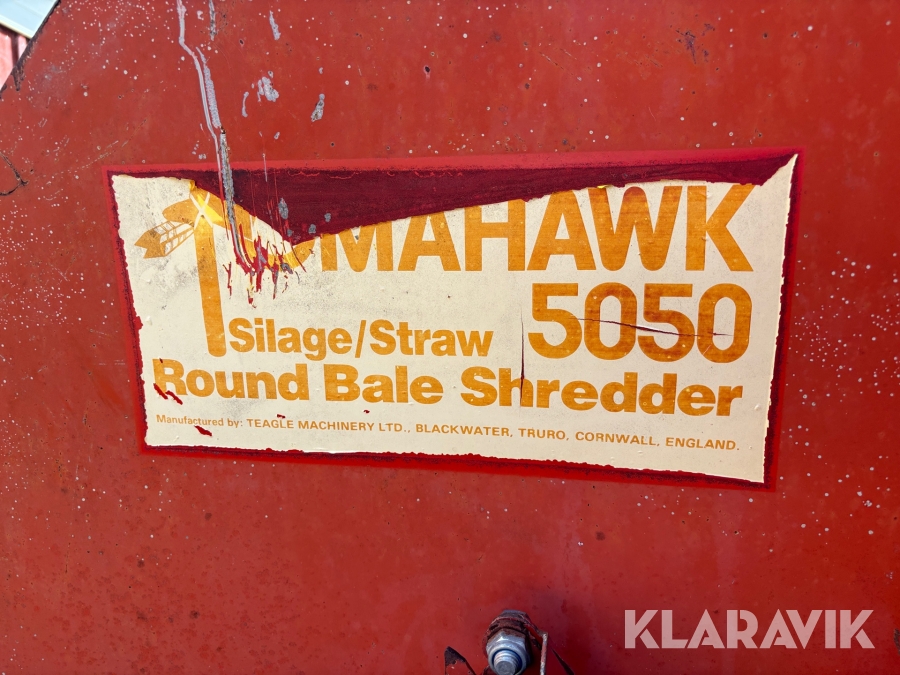 MAHAWK
5050
Silage/Straw
Round Bale Shredder
Manufactured by: TEAGLE MACHINERY LTD., BLACKWATER, TRURO, CORNWALL, ENGLAND.
KLARAVIK